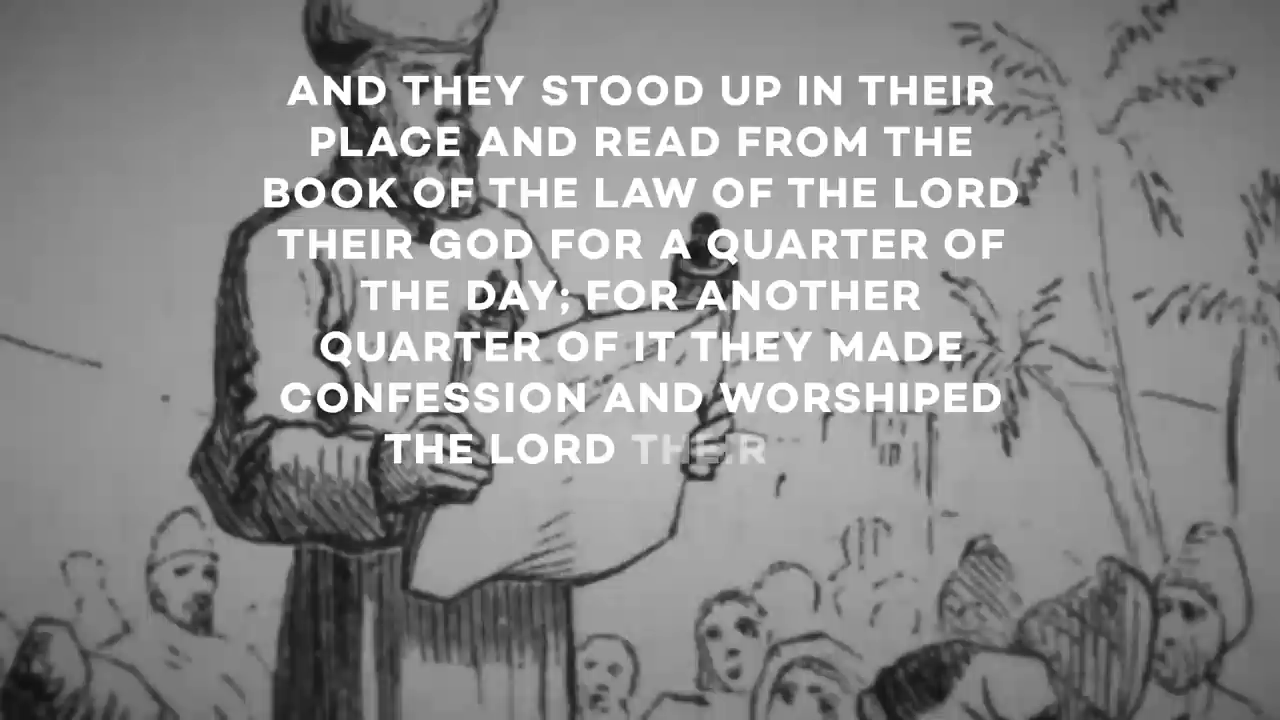 AND THEY STOOD UP IN THEIR
PLACE AND READ FROM THE
BOOK OF THE LAW OF THE LORD
THEIR GOD FOR A QUARTER OF
THE DAY; FOR ANOTHER
QUARTER OF IT THEY MADE
CONFESSION AND WORSHIPED
THE LORD THEIR